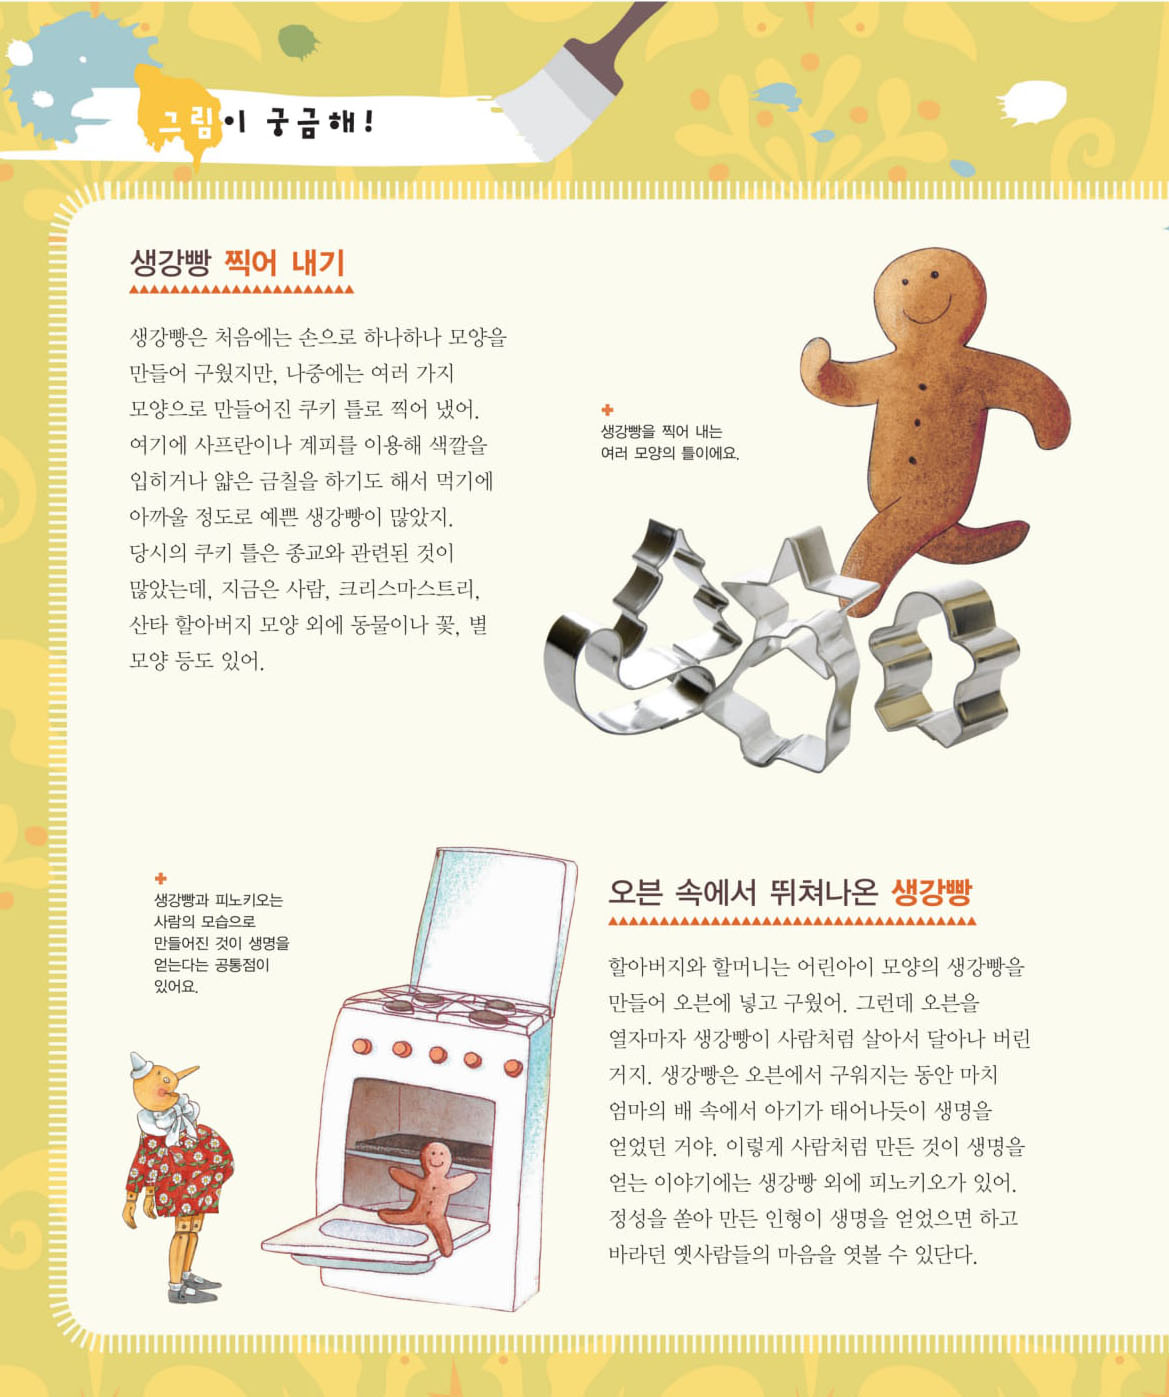 그림이 궁금해!
생강빵 찍어 내기
생강빵은 처음에는 손으로 하나하나 모양을
만들어 구웠지만, 나중에는 여러 가지
모양으로 만들어진 쿠키 틀로 찍어 냈어.
여기에 사프란이나 계피를 이용해 색깔을
입히거나 얇은 금칠을 하기도 해서 먹기에
아까울 정도로 예쁜 생강빵이 많았지.
당시의 쿠키 틀은 종교와 관련된 것이
많았는데, 지금은 사람, 크리스마스트리,
산타 할아버지 모양 외에 동물이나 꽃, 별
모양 등도 있어.
생강빵을 찍어 내는
여러 모양의 틀이에요.
생강빵과 피노키오는
사람의 모습으로
만들어진 것이 생명을
얻는다는 공통점이
있어요.
오븐 속에서 뛰쳐나온 생강빵
할아버지와 할머니는 어린아이 모양의 생강빵을
만들어 오븐에 넣고 구웠어. 그런데 오븐을
열자마자 생강빵이 사람처럼 살아서 달아나 버린
거지. 생강빵은 오븐에서 구워지는 동안 마치
엄마의 배 속에서 아기가 태어나듯이 생명을
얻었던 거야. 이렇게 사람처럼 만든 것이 생명을
얻는 이야기에는 생강빵 외에 피노키오가 있어.
정성을 쏟아 만든 인형이 생명을 얻었으면 하고
바라던 옛사람들의 마음을 엿볼 수 있단다.